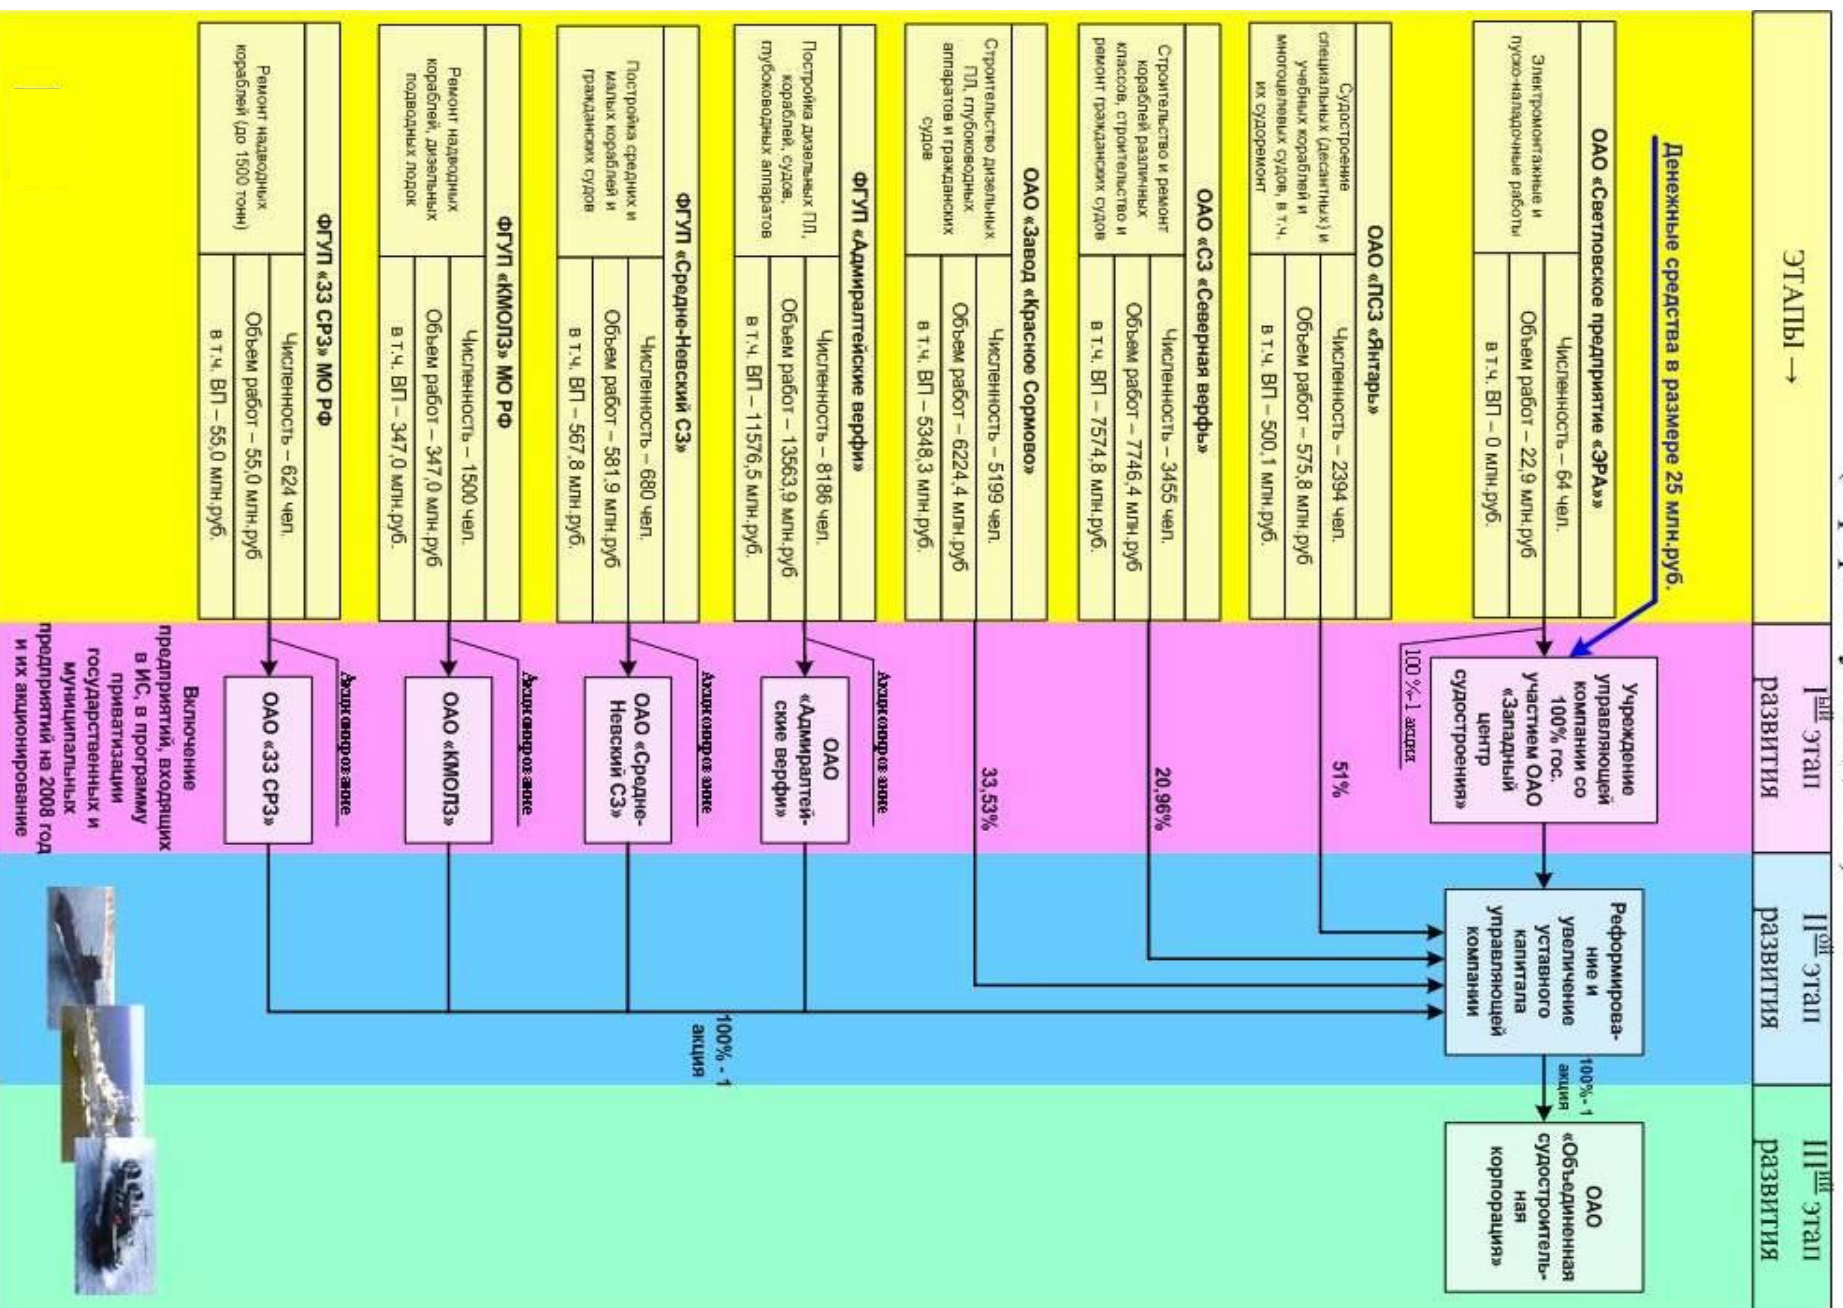 ЭТАПЫ →
Iый этап
развития
IIой этап
развития
IIIий этап
развития
Денежные средства в размере 25 млн.руб.
ОАО «Светловское предприятие «ЭРА»»
Электромонтажные и
пуско-наладочные работы
Численность – 64 чел.
Объем работ – 22,9 млн.руб
в т.ч. ВП – 0 млн.руб.
100 %-1 акция
Учреждение
управляющей
компании со
100% гос.
участием ОАО
«Западный
центр
судостроения»
Реформирова-
ние и
увеличение
уставного
капитала
управляющей
компании
100%- 1
акция
ОАО
«Объединенная
судостроитель-
ная
корпорация»
ОАО «ПСЗ «Янтарь»
Судостроение
специальных (десантных) и
учебных кораблей и
многоцелевых судов, в т.ч.
их судоремонт
Численность – 2394 чел.
Объем работ – 575,8 млн.руб
в т.ч. ВП – 500,1 млн.руб.
51%
ОАО «СЗ «Северная верфь»
Строительство и ремонт
кораблей различных
классов, строительство и
ремонт гражданских судов
Численность – 3455 чел.
Объем работ – 7746,4 млн.руб
в т.ч. ВП – 7574,8 млн.руб.
20,96%
ОАО «Завод «Красное Сормово»
Строительство дизельных
ПЛ, глубоководных
аппаратов и гражданских
судов
Численность – 5199 чел.
Объем работ – 6224,4 млн.руб
в т.ч. ВП – 5348,3 млн.руб.
33,53%
ФГУП «Адмиралтейские верфи»
Постройка дизельных ПЛ,
кораблей, судов,
глубоководных аппаратов
Численность – 8186 чел.
Объем работ – 13563,9 млн.руб
в т.ч. ВП – 11576,5 млн.руб.
Акционирование
ОАО
«Адмиралтей-
ские верфи»
ФГУП «Средне-Невский СЗ»
Постройка средних и
малых кораблей и
гражданских судов
Численность – 680 чел.
Объем работ – 581,9 млн.руб
в т.ч. ВП – 567,8 млн.руб.
Акционирование
ОАО «Средне-
Невский СЗ»
100% - 1
акция
ФГУП «КМОЛЗ» МО РФ
Ремонт надводных
кораблей, дизельных
подводных лодок
Численность – 1500 чел.
Объем работ – 347,0 млн.руб
в т.ч. ВП – 347,0 млн.руб.
Акционирование
ОАО «КМОЛЗ»
ФГУП «33 СРЗ» МО РФ
Ремонт надводных
кораблей (до 1500 тонн)
Численность – 624 чел.
Объем работ – 55,0 млн.руб
в т.ч. ВП – 55,0 млн.руб.
Акционирование
ОАО «33 СРЗ»
Включение
предприятий, входящих
в ИС, в программу
приватизации
государственных и
муниципальных
предприятий на 2008 год
и их акционирование